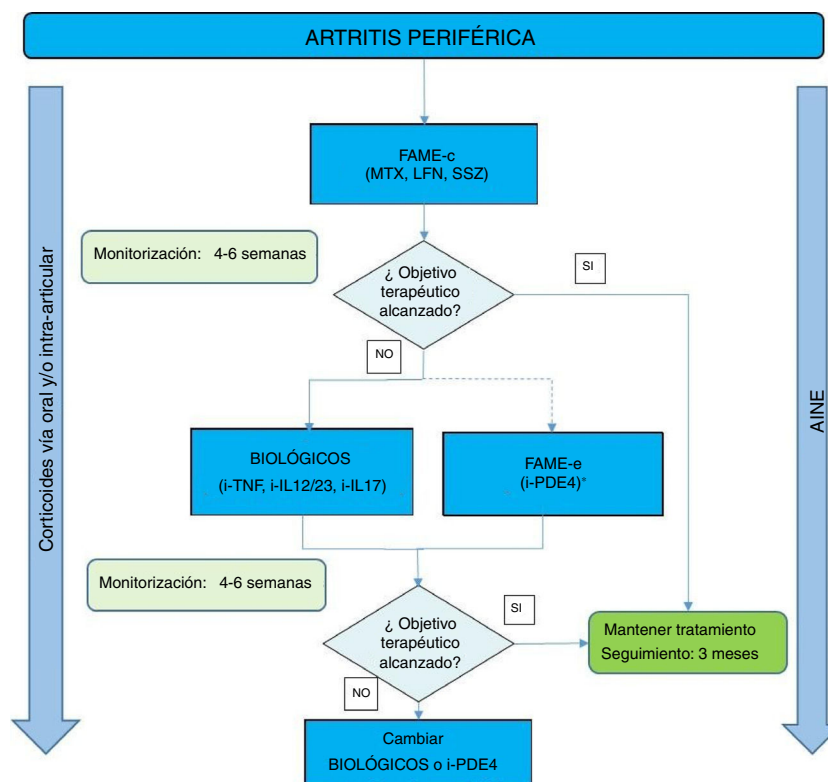 ARTRITIS PERIFÉRICA
Corticoides vía oral y/o intra-articular
AINE
FAME-c
(MTX, LFN, SSZ)
Monitorización: 4-6 semanas
¿ Objetivo
terapéutico
alcanzado?
SI
NO
BIOLÓGICOS
(i-TNF, i-IL12/23, i-IL17)
FAME-e
(i-PDE4)*
Monitorización: 4-6 semanas
¿ Objetivo
terapéutico
alcanzado?
SI
Mantener tratamiento
Seguimiento: 3 meses
NO
Cambiar
BIOLÓGICOS o i-PDE4